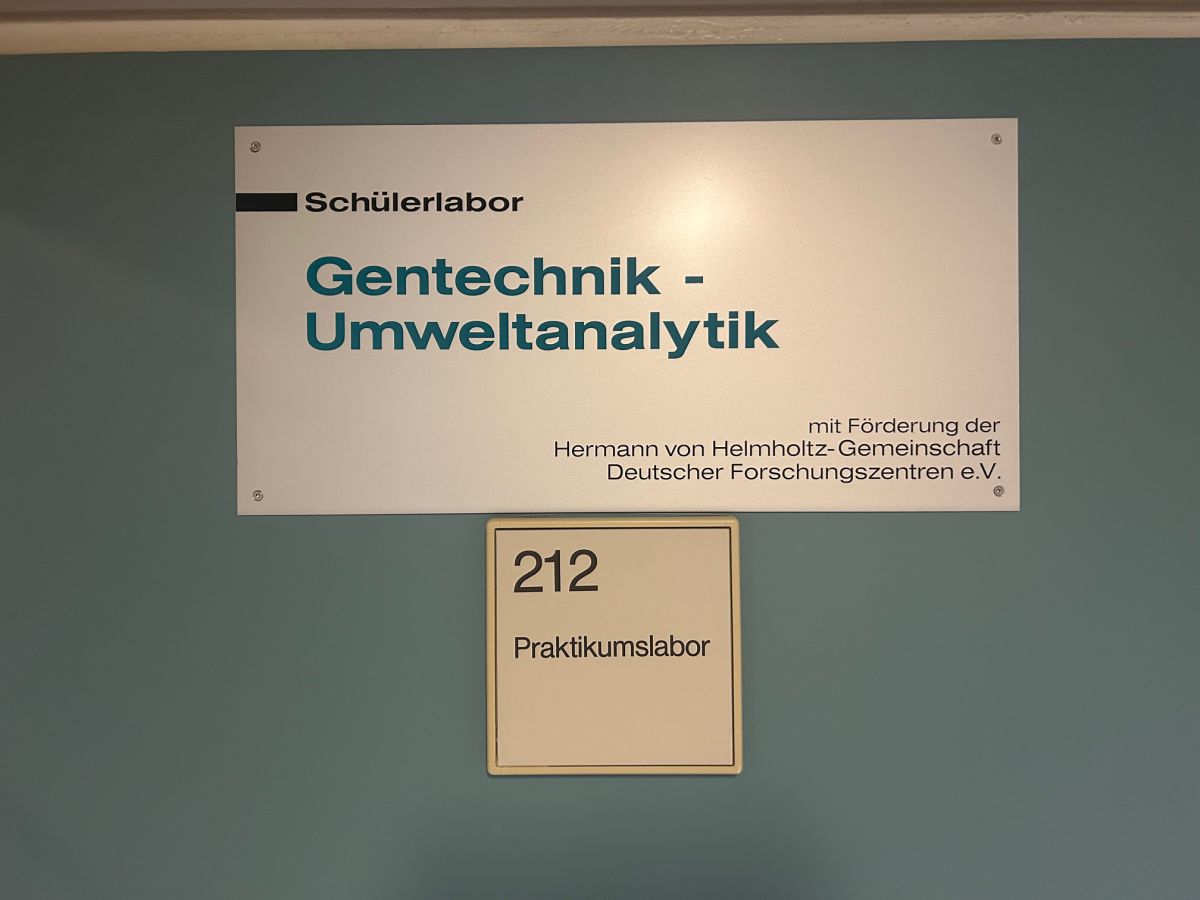 Schülerlabor
Gentechnik -
Umweltanalytik
mit Förderung der
Hermann von Helmholtz-Gemeinschaft
Deutscher Forschungszentren e.V.
212
Praktikumslabor